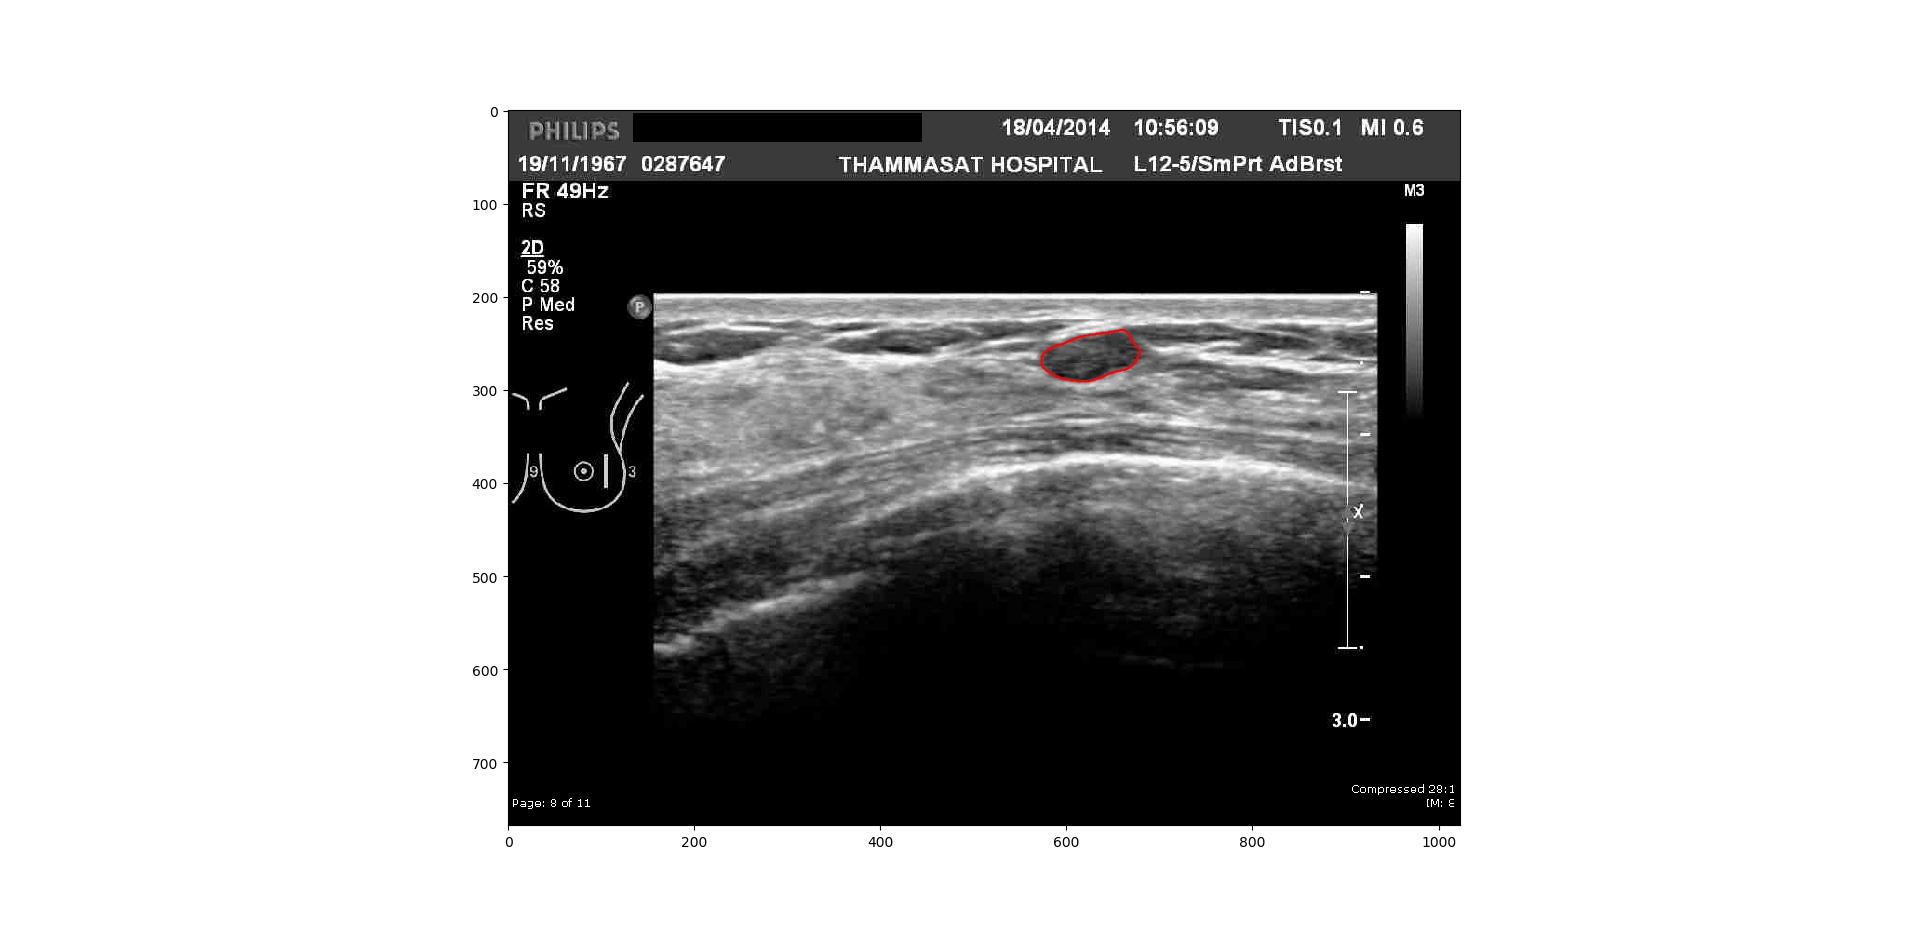 0
PHILIPS 18/04/2014 10:56:09 TIS0.1 MI 0.6
19/11/1967 0287647 THAMMASAT HOSPITAL L12-5/SmPrt AdBrst
FR 49Hz M3
RS
100
2D
59%
C 58
P Med
Res
P
200
300
9 3
400
X
500
600
3.0
700
Compressed 28:1
Page: 8 of 11 [M: E
0 200 400 600 800 1000